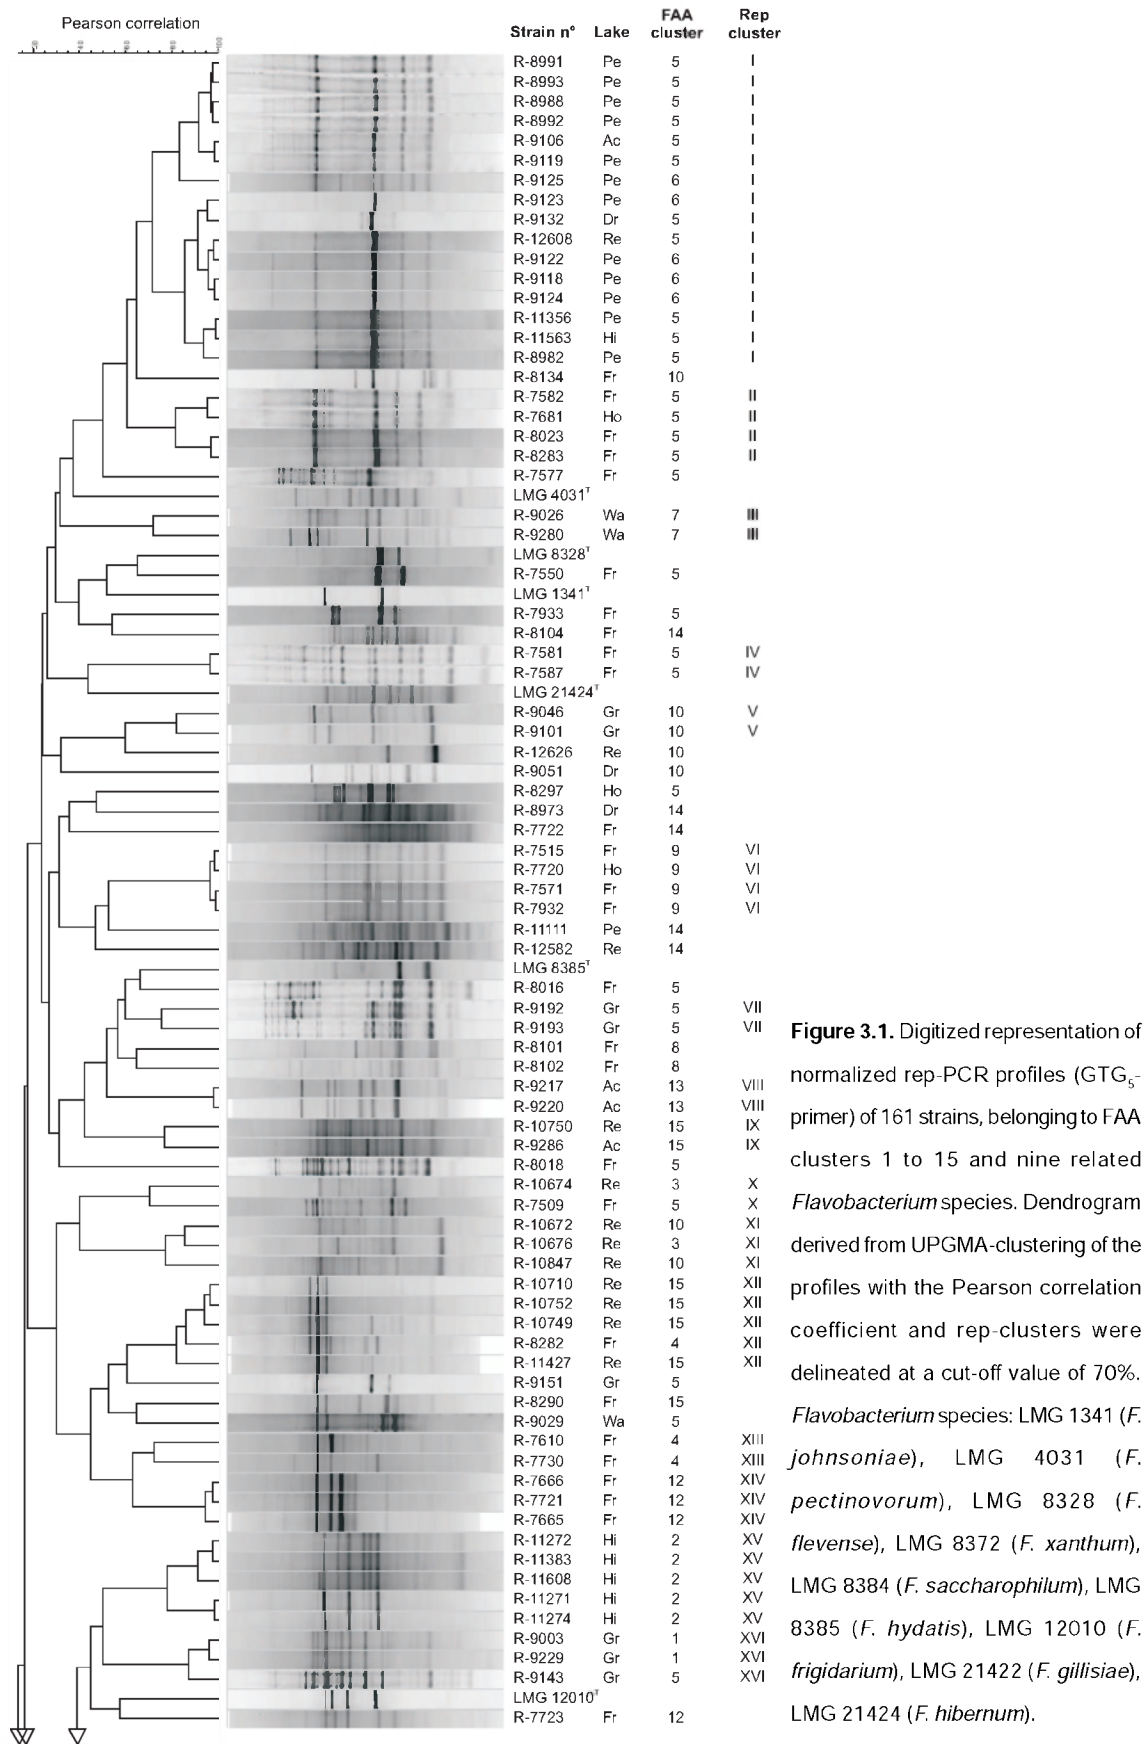 Pearson correlation
Strain nº Lake FAA cluster Rep cluster
R-8991 Pe 5 I
R-8993 Pe 5 I
R-8988 Pe 5 I
R-8992 Pe 5 I
R-9106 Ac 5 I
R-9119 Pe 5 I
R-9125 Pe 6 I
R-9123 Pe 6 I
R-9132 Dr 5 I
R-12608 Re 5 I
R-9122 Pe 6 I
R-9118 Pe 6 I
R-9124 Pe 6 I
R-11356 Pe 5 I
R-11563 Hi 5 I
R-8982 Pe 5 I
R-8134 Fr 10
R-7582 Fr 5 II
R-7681 Ho 5 II
R-8023 Fr 5 II
R-8283 Fr 5 II
R-7577 Fr 5
LMG 4031ᵀ
R-9026 Wa 7 III
R-9280 Wa 7 III
LMG 8328ᵀ
R-7550 Fr 5
LMG 1341ᵀ
R-7933 Fr 5
R-8104 Fr 14
R-7581 Fr 5 IV
R-7587 Fr 5 IV
LMG 21424ᵀ
R-9046 Gr 10 V
R-9101 Gr 10 V
R-12626 Re 10
R-9051 Dr 10
R-8297 Ho 5
R-8973 Dr 14
R-7722 Fr 14
R-7515 Fr 9 VI
R-7720 Ho 9 VI
R-7571 Fr 9 VI
R-7932 Fr 9 VI
R-11111 Pe 14
R-12582 Re 14
LMG 8385ᵀ
R-8016 Fr 5
R-9192 Gr 5 VII
R-9193 Gr 5 VII
R-8101 Fr 8
R-8102 Fr 8
R-9217 Ac 13 VIII
R-9220 Ac 13 VIII
R-10750 Re 15 IX
R-9286 Ac 15 IX
R-8018 Fr 5
R-10674 Re 3 X
R-7509 Fr 5 X
R-10672 Re 10 XI
R-10676 Re 3 XI
R-10847 Re 10 XI
R-10710 Re 15 XII
R-10752 Re 15 XII
R-10749 Re 15 XII
R-8282 Fr 4 XII
R-11427 Re 15 XII
R-9151 Gr 5
R-8290 Fr 15
R-9029 Wa 5
R-7610 Fr 4 XIII
R-7730 Fr 4 XIII
R-7666 Fr 12 XIV
R-7721 Fr 12 XIV
R-7665 Fr 12 XIV
R-11272 Hi 2 XV
R-11383 Hi 2 XV
R-11608 Hi 2 XV
R-11271 Hi 2 XV
R-11274 Hi 2 XV
R-9003 Gr 1 XVI
R-9229 Gr 1 XVI
R-9143 Gr 5 XVI
LMG 12010ᵀ
R-7723 Fr 12
Figure 3.1. Digitized representation of
normalized rep-PCR profiles (GTG₅-
primer) of 161 strains, belonging to FAA
clusters 1 to 15 and nine related
Flavobacterium species. Dendrogram
derived from UPGMA-clustering of the
profiles with the Pearson correlation
coefficient and rep-clusters were
delineated at a cut-off value of 70%.
Flavobacterium species: LMG 1341 (F.
johnsoniae), LMG 4031 (F.
pectinovorum), LMG 8328 (F.
flevense), LMG 8372 (F. xanthum),
LMG 8384 (F. saccharophilum), LMG
8385 (F. hydatis), LMG 12010 (F.
frigidarium), LMG 21422 (F. gillisiae),
LMG 21424 (F. hibernum).